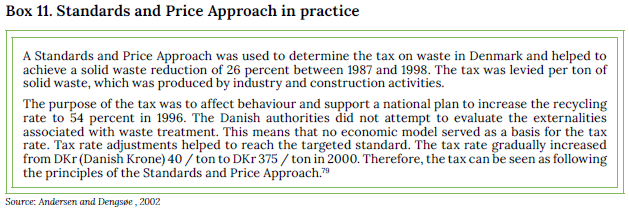 Box 11. Standards and Price Approach in practice
A Standards and Price Approach was used to determine the tax on waste in Denmark and helped to
achieve a solid waste reduction of 26 percent between 1987 and 1998. The tax was levied per ton of
solid waste, which was produced by industry and construction activities.
The purpose of the tax was to affect behaviour and support a national plan to increase the recycling
rate to 54 percent in 1996. The Danish authorities did not attempt to evaluate the externalities
associated with waste treatment. This means that no economic model served as a basis for the tax
rate. Tax rate adjustments helped to reach the targeted standard. The tax rate gradually increased
from DKr (Danish Krone) 40 / ton to DKr 375 / ton in 2000. Therefore, the tax can be seen as following
the principles of the Standards and Price Approach.⁷⁹
Source: Andersen and Dengsøe , 2002